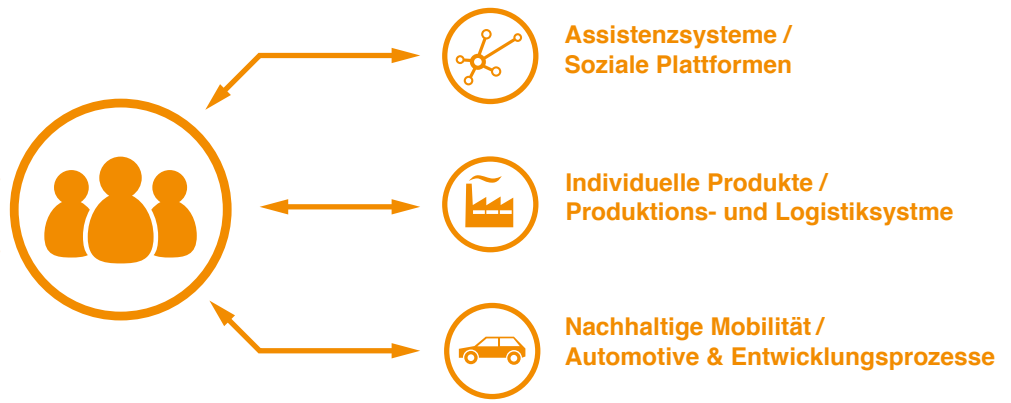 Assistenzsysteme /
Soziale Plattformen
Individuelle Produkte /
Produktions- und Logistiksystme
Nachhaltige Mobilität /
Automotive & Entwicklungsprozesse